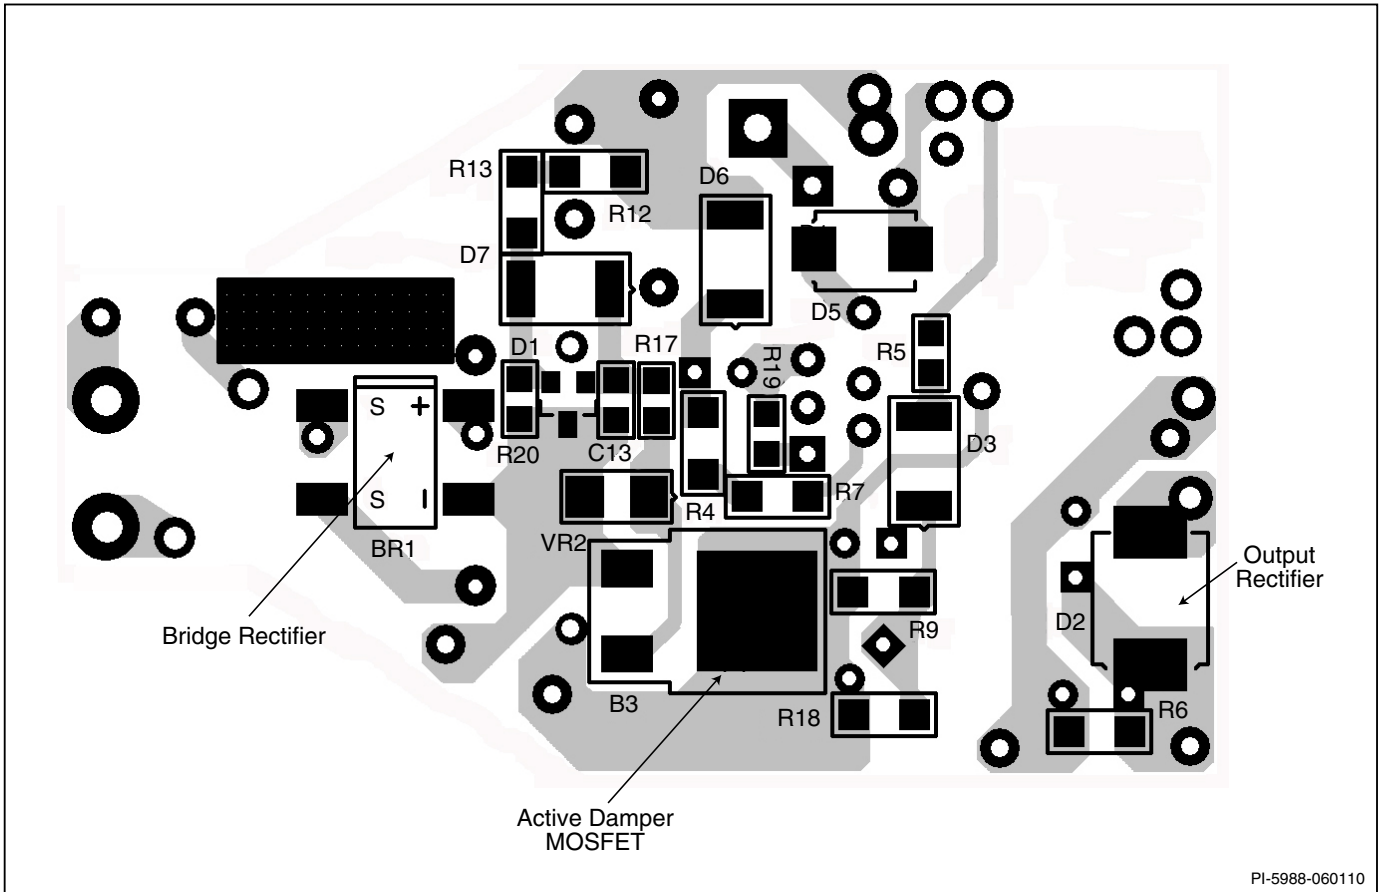 R13
D6
R12
D7
D5
D1
R17
R19
R5
S +
D3
R20
C13
S –
R7
R4
BR1
VR2
Output
Rectifier
D2
Bridge Rectifier
R9
B3
R18
R6
Active Damper
MOSFET
PI-5988-060110